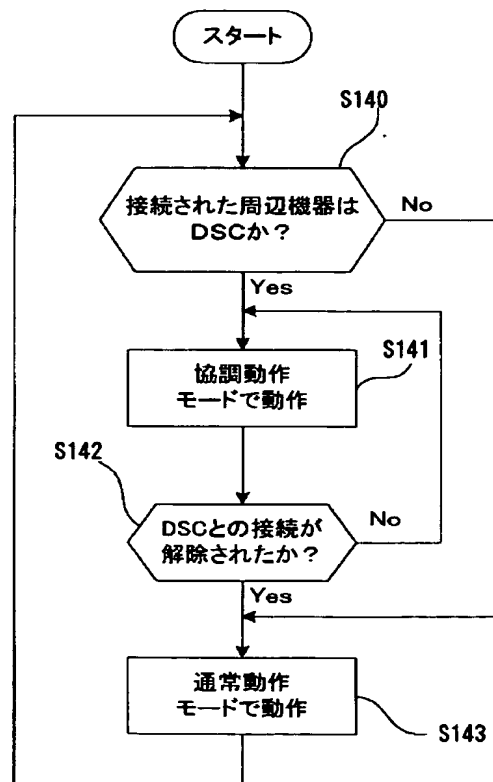 スタート
S140
接続された周辺機器は
DSCか？
No
Yes
S141
協調動作
モードで動作
S142
DSCとの接続が
解除されたか？
No
Yes
通常動作
モードで動作
S143